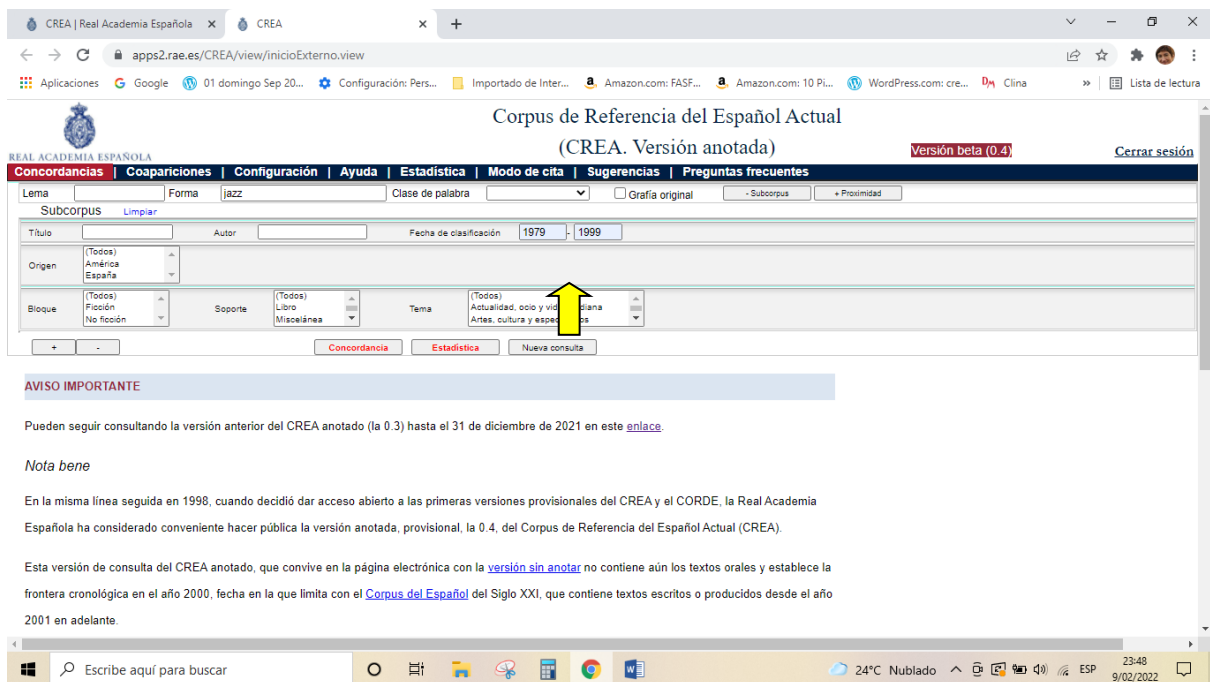 CREA | Real Academia Española
CREA
apps2.rae.es/CREA/view/inicioExterno.view
Aplicaciones Google 01 domingo Sep 20... Configuración: Pers... Importado de Inter... Amazon.com: FASF... Amazon.com: 10 Pi... WordPress.com: cre... Clina » Lista de lectura
REAL ACADEMIA ESPAÑOLA
Corpus de Referencia del Español Actual
(CREA. Versión anotada)
Versión beta (0.4)
Cerrar sesión
Concordancias | Coapariciones | Configuración | Ayuda | Estadística | Modo de cita | Sugerencias | Preguntas frecuentes
Lema Forma jazz Clase de palabra Grafía original - Subcorpus + Proximidad
Subcorpus Limpiar
Título Autor Fecha de clasificación 1979 - 1999
Origen
(Todos)
América
España
Bloque
(Todos)
Ficción
No ficción
Soporte
(Todos)
Libro
Miscelánea
Tema
(Todos)
Actualidad, ocio y vid diana
Artes, cultura y espec os
+ - Concordancia Estadística Nueva consulta
AVISO IMPORTANTE
Pueden seguir consultando la versión anterior del CREA anotado (la 0.3) hasta el 31 de diciembre de 2021 en este enlace.
Nota bene
En la misma línea seguida en 1998, cuando decidió dar acceso abierto a las primeras versiones provisionales del CREA y el CORDE, la Real Academia
Española ha considerado conveniente hacer pública la versión anotada, provisional, la 0.4, del Corpus de Referencia del Español Actual (CREA).
Esta versión de consulta del CREA anotado, que convive en la página electrónica con la versión sin anotar no contiene aún los textos orales y establece la
frontera cronológica en el año 2000, fecha en la que limita con el Corpus del Español del Siglo XXI, que contiene textos escritos o producidos desde el año
2001 en adelante.
Escribe aquí para buscar
24°C Nublado
ESP
23:48
9/02/2022